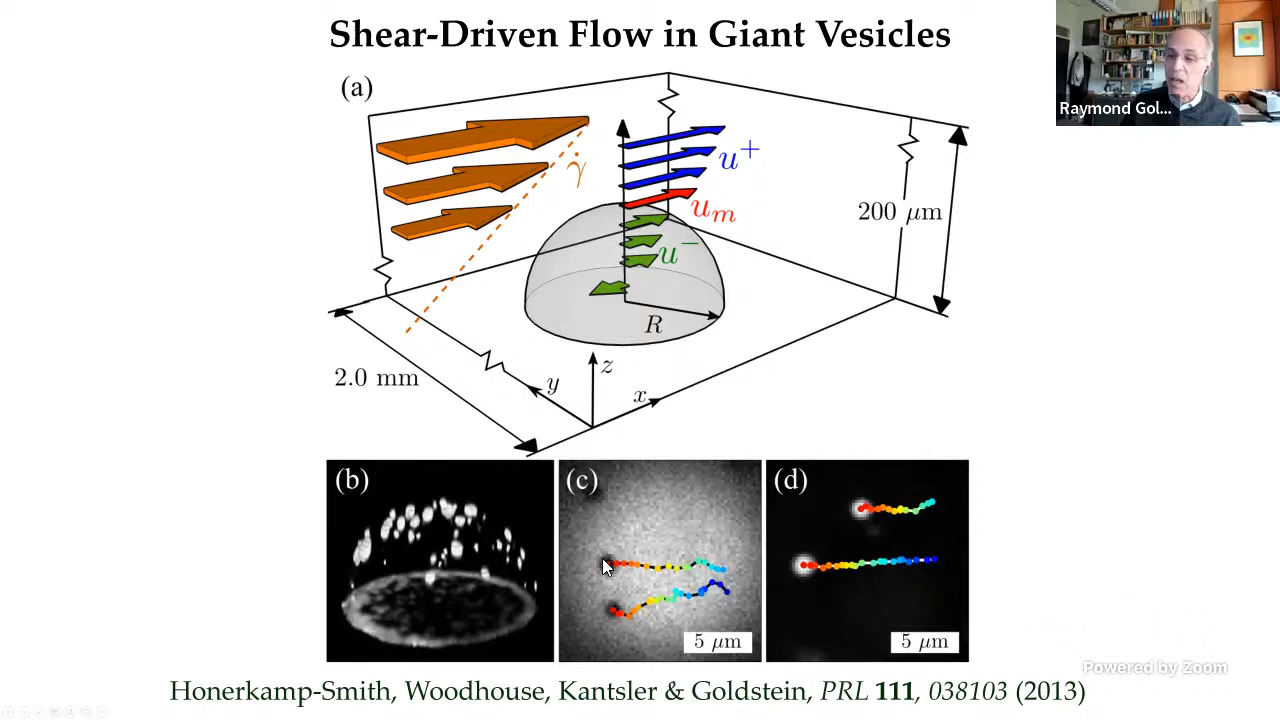 Shear-Driven Flow in Giant Vesicles
Raymond Gol...
(a)
γ̇
u⁺
uₘ
u⁻
200 μm
R
2.0 mm
y
z
x
(b)
(c)
(d)
5 μm
5 μm
Powered by Zoom
Honerkamp-Smith, Woodhouse, Kantsler & Goldstein, PRL 111, 038103 (2013)